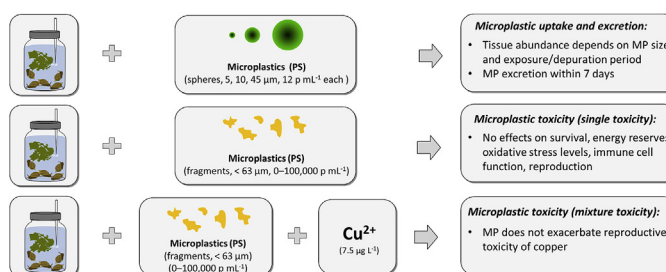 Microplastics (PS)
(spheres, 5, 10, 45 µm, 12 p mL-1 each )
Microplastic uptake and excretion:
• Tissue abundance depends on MP size
and exposure/depuration period
• MP excretion within 7 days
Microplastics (PS)
(fragments, < 63 µm, 0–100,000 p mL-1)
Microplastic toxicity (single toxicity):
• No effects on survival, energy reserves
oxidative stress levels, immune cell
function, reproduction
Microplastics (PS)
(fragments, < 63 µm)
(0–100,000 p mL-1)
Cu2+
(7.5 µg L-1)
Microplastic toxicity (mixture toxicity):
• MP does not exacerbate reproductive
toxicity of copper